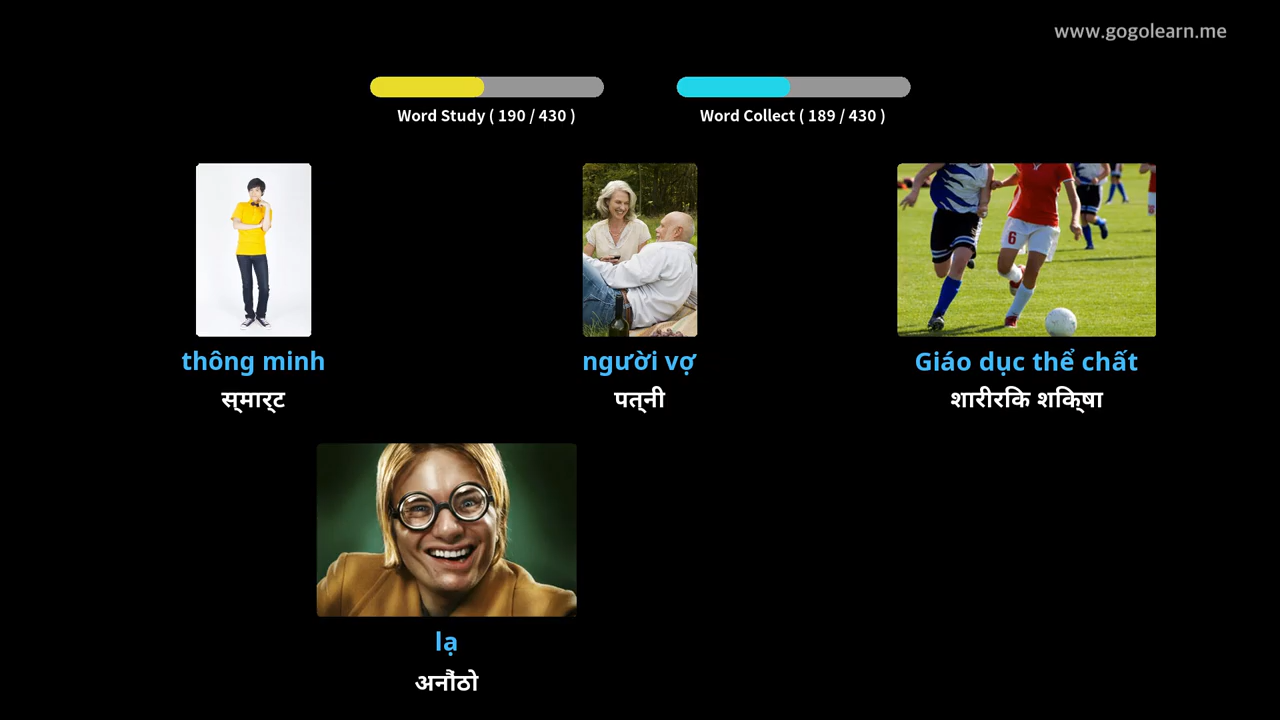 www.gogolearn.me
Word Study ( 190 / 430 )
Word Collect ( 189 / 430 )
thông minh
स्मार्ट
người vợ
पत्नी
Giáo dục thể chất
शारीरिक शिक्षा
lạ
अनौंठो
6